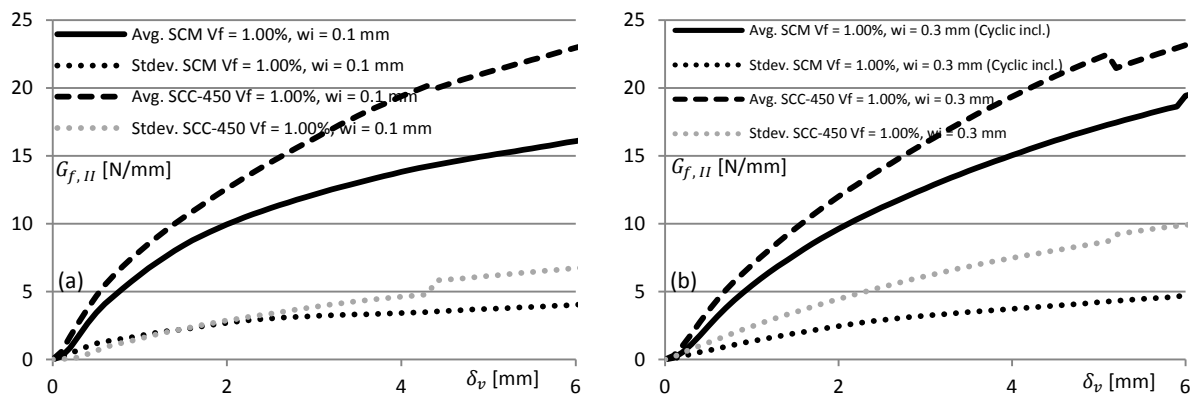 25
20
15
10
5
0
Avg. SCM Vf = 1.00%, wi = 0.1 mm
Stdev. SCM Vf = 1.00%, wi = 0.1 mm
Avg. SCC-450 Vf = 1.00%, wi = 0.1 mm
Stdev. SCC-450 Vf = 1.00%, wi = 0.1 mm
G_{f,II} [N/mm]
(a)
0 2 4 6
δ_v [mm]
25
20
15
10
5
0
Avg. SCM Vf = 1.00%, wi = 0.3 mm (Cyclic incl.)
Stdev. SCM Vf = 1.00%, wi = 0.3 mm (Cyclic incl.)
Avg. SCC-450 Vf = 1.00%, wi = 0.3 mm
Stdev. SCC-450 Vf = 1.00%, wi = 0.3 mm
G_{f,II} [N/mm]
(b)
0 2 4 6
δ_v [mm]